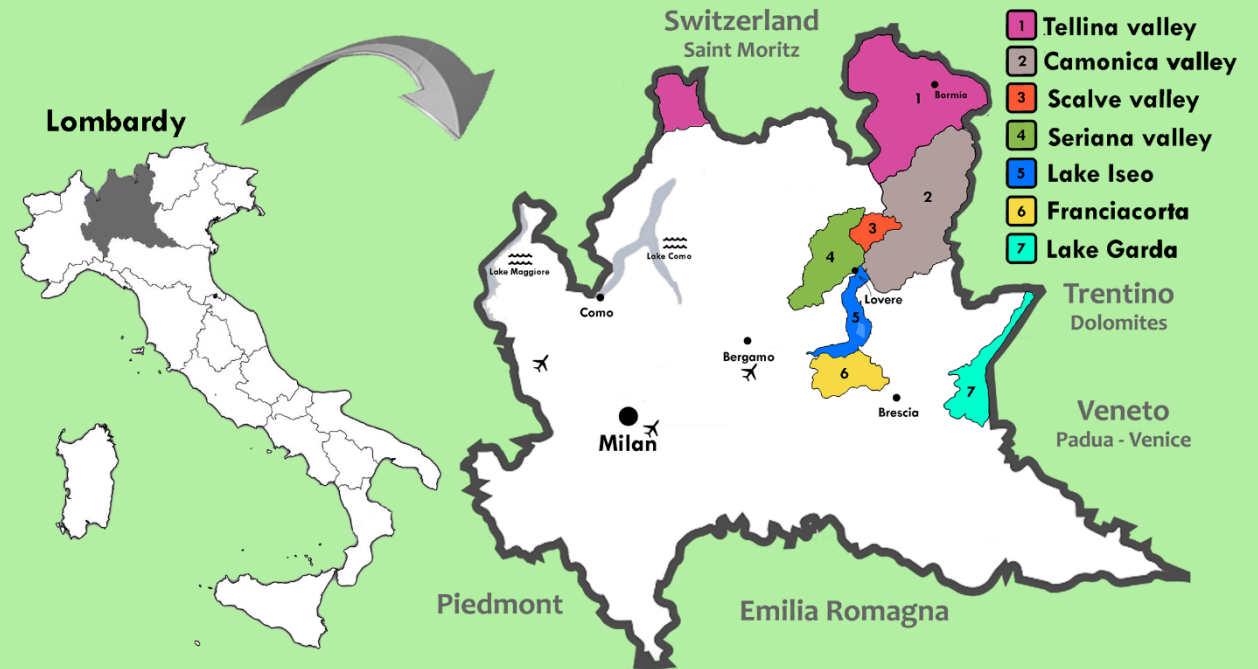 Lombardy
Switzerland
Saint Moritz
1 Tellina valley
2 Camonica valley
3 Scalve valley
4 Seriana valley
5 Lake Iseo
6 Franciacorta
7 Lake Garda
1
Bormio
2
3
4
Lake Maggiore
Lake Como
Como
Lovere
5
Bergamo
6
7
Brescia
Milan
Trentino
Dolomites
Veneto
Padua - Venice
Piedmont
Emilia Romagna